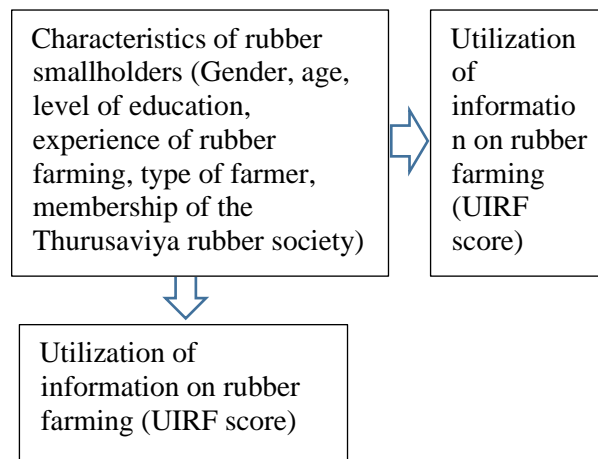 Characteristics of rubber
smallholders (Gender, age,
level of education,
experience of rubber
farming, type of farmer,
membership of the
Thurusaviya rubber society)
Utilization
of
informatio
n on rubber
farming
(UIRF
score)
Utilization of
information on rubber
farming (UIRF score)